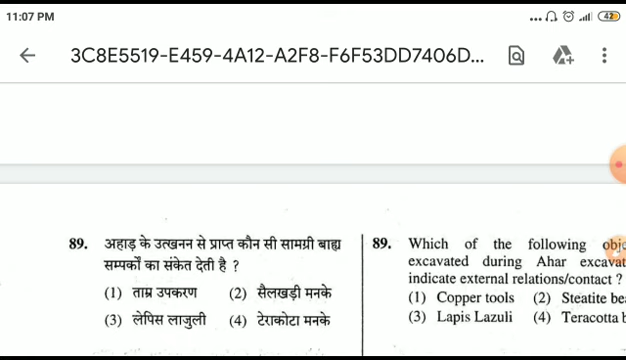 11:07 PM
42
3C8E5519-E459-4A12-A2F8-F6F53DD7406D...
89. अहाड़ के उत्खनन से प्राप्त कौन सी सामग्री बाह्य
सम्पर्कों का संकेत देती है ?
(1) ताम्र उपकरण (2) सैलखड़ी मनके
(3) लेपिस लाजुली (4) टेराकोटा मनके
89. Which of the following
excavated during Ahar excavat
indicate external relations/contact ?
(1) Copper tools (2) Steatite be
(3) Lapis Lazuli (4) Teracotta b